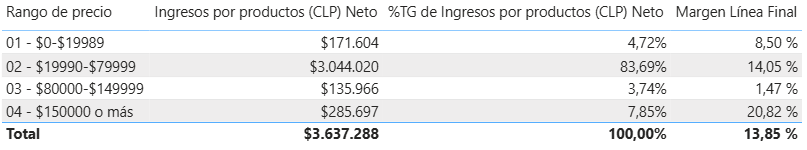 Rango de precio Ingresos por productos (CLP) Neto %TG de Ingresos por productos (CLP) Neto Margen Línea Final
01 - $0-$19989 $171.604 4,72% 8,50 %
02 - $19990-$79999 $3.044.020 83,69% 14,05 %
03 - $80000-$149999 $135.966 3,74% 1,47 %
04 - $150000 o más $285.697 7,85% 20,82 %
Total $3.637.288 100,00% 13,85 %